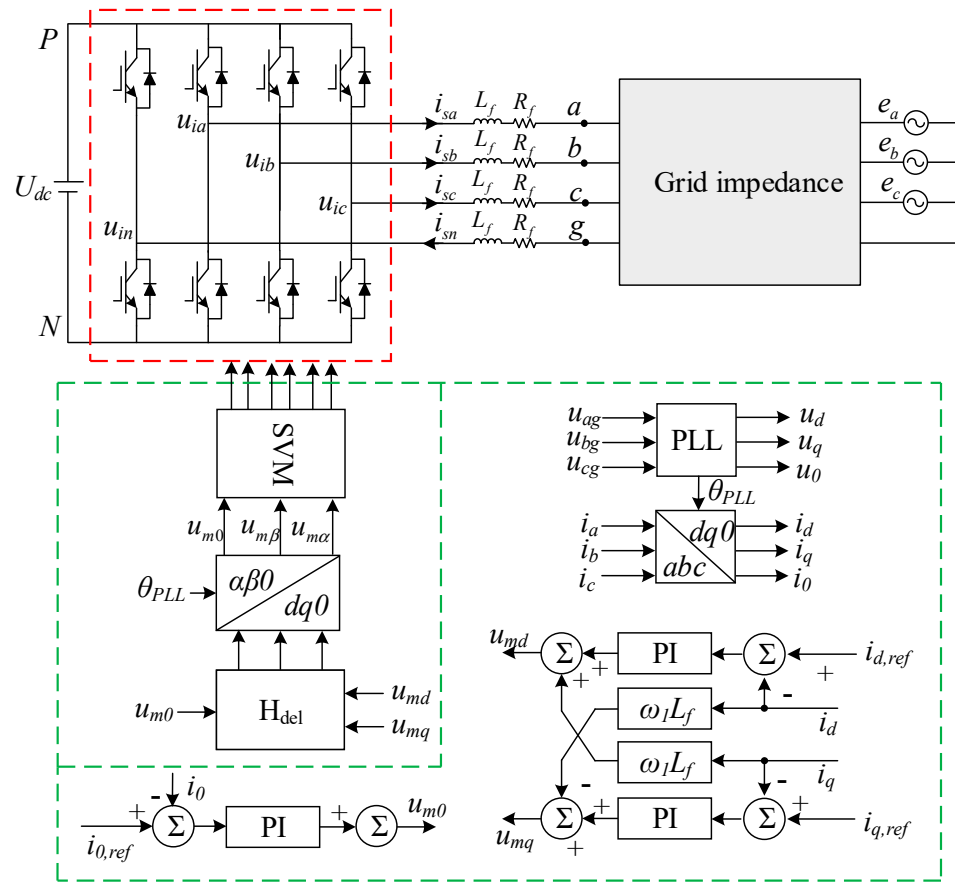 P
U_dc
N
u_ia
u_ib
u_ic
u_in
i_sa L_f R_f a
i_sb L_f R_f b
i_sc L_f R_f c
i_sn L_f R_f g
Grid impedance
e_a
e_b
e_c
SVM
u_m0 u_mβ u_mα
θ_PLL
αβ0
dq0
u_m0
H_del
u_md
u_mq
i_0
-
+
i_0,ref
Σ
PI
+
Σ
u_m0
u_ag
u_bg
u_cg
PLL
u_d
u_q
u_0
θ_PLL
i_a
i_b
i_c
dq0
abc
i_d
i_q
i_0
u_md
Σ
+
+
PI
Σ
+
-
i_d,ref
ω_1L_f
i_d
ω_1L_f
i_q
-
-
u_mq
Σ
+
+
PI
Σ
+
i_q,ref